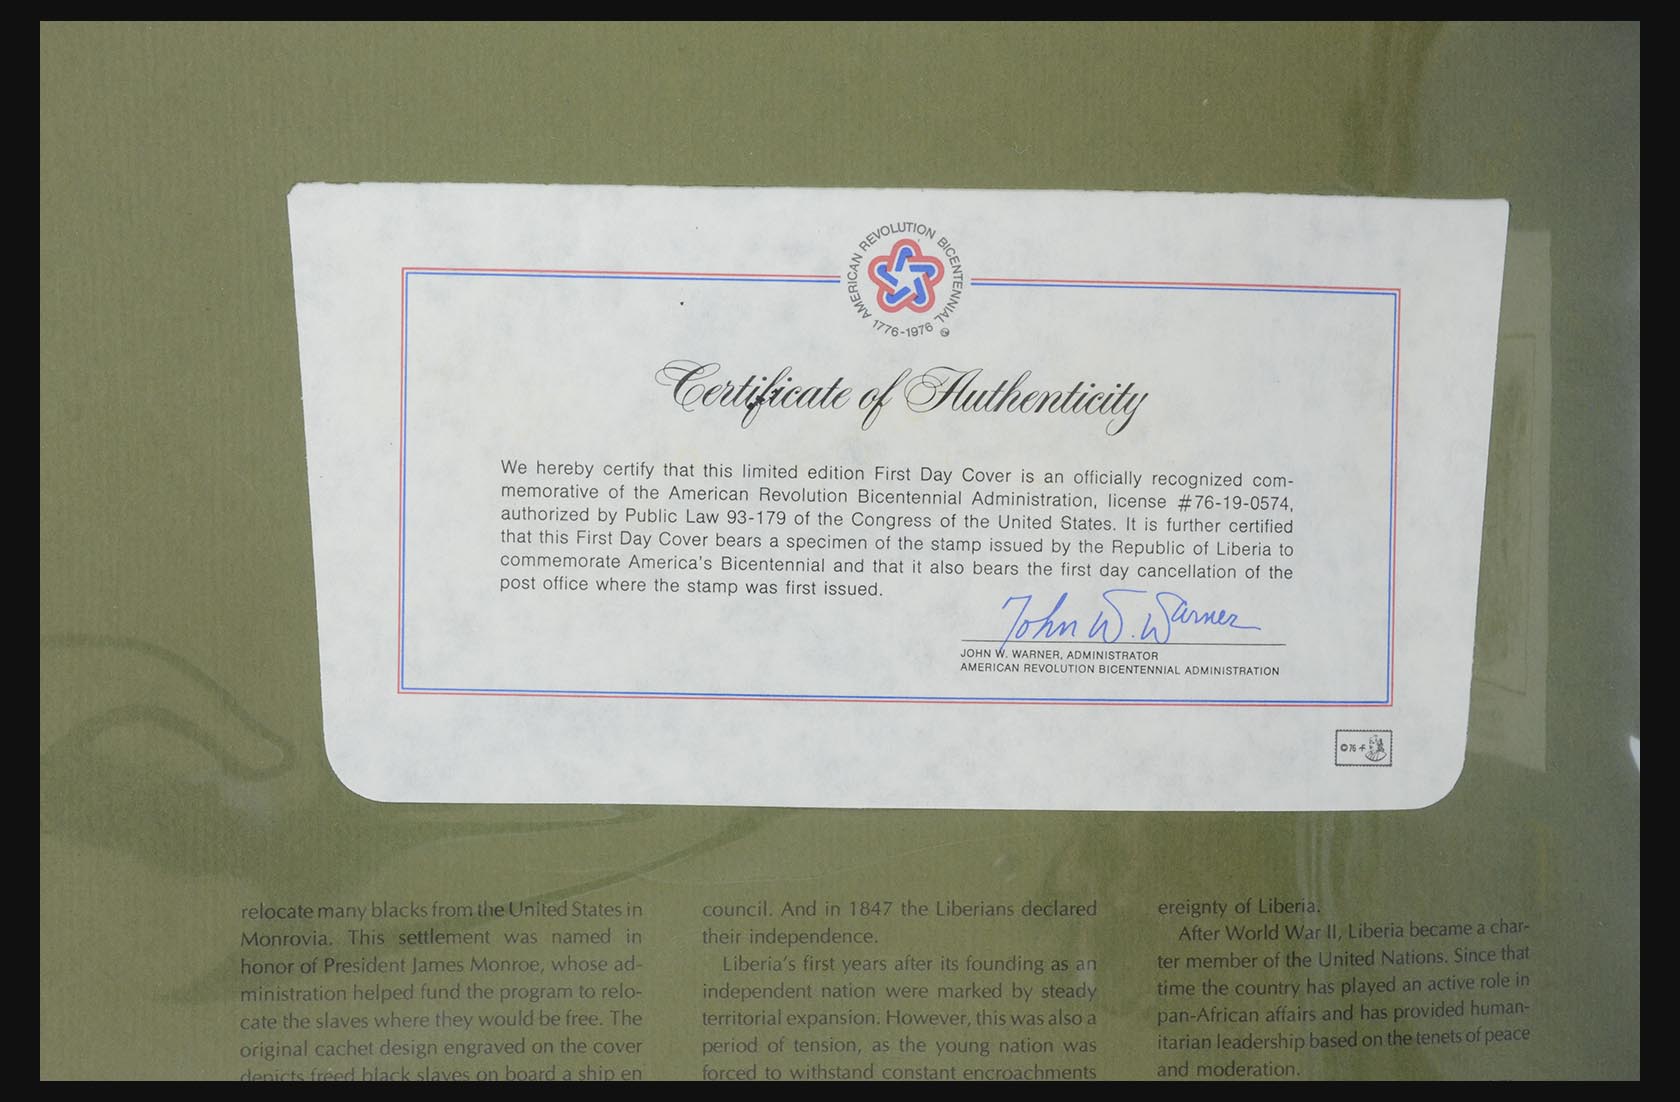 AMERICAN REVOLUTION BICENTENNIAL
1776-1976
Certificate of Authenticity
We hereby certify that this limited edition First Day Cover is an officially recognized com-
memorative of the American Revolution Bicentennial Administration, license #76-19-0574,
authorized by Public Law 93-179 of the Congress of the United States. It is further certified
that this First Day Cover bears a specimen of the stamp issued by the Republic of Liberia to
commemorate America's Bicentennial and that it also bears the first day cancellation of the
post office where the stamp was first issued.
John W. Warner
JOHN W. WARNER, ADMINISTRATOR
AMERICAN REVOLUTION BICENTENNIAL ADMINISTRATION
©76
relocate many blacks from the United States in
Monrovia. This settlement was named in
honor of President James Monroe, whose ad-
ministration helped fund the program to relo-
cate the slaves where they would be free. The
original cachet design engraved on the cover
depicts freed black slaves on board a ship en
council. And in 1847 the Liberians declared
their independence.
Liberia's first years after its founding as an
independent nation were marked by steady
territorial expansion. However, this was also a
period of tension, as the young nation was
forced to withstand constant encroachments
ereignty of Liberia.
After World War II, Liberia became a char-
ter member of the United Nations. Since that
time the country has played an active role in
pan-African affairs and has provided human-
itarian leadership based on the tenets of peace
and moderation.